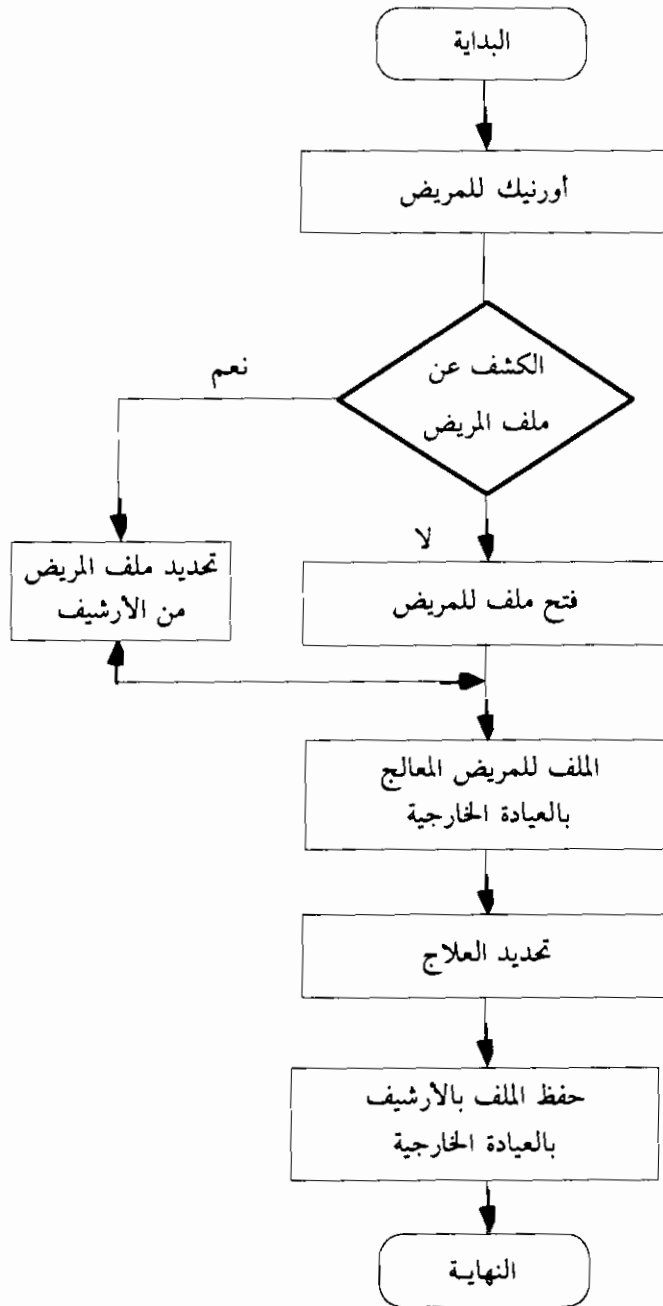 البداية
أورنيك للمريض
الكشف عن
ملف المريض
نعم
لا
تحديد ملف المريض
من الأرشيف
فتح ملف للمريض
الملف للمريض المعالج
بالعيادة الخارجية
تحديد العلاج
حفظ الملف بالأرشيف
بالعيادة الخارجية
النهاية